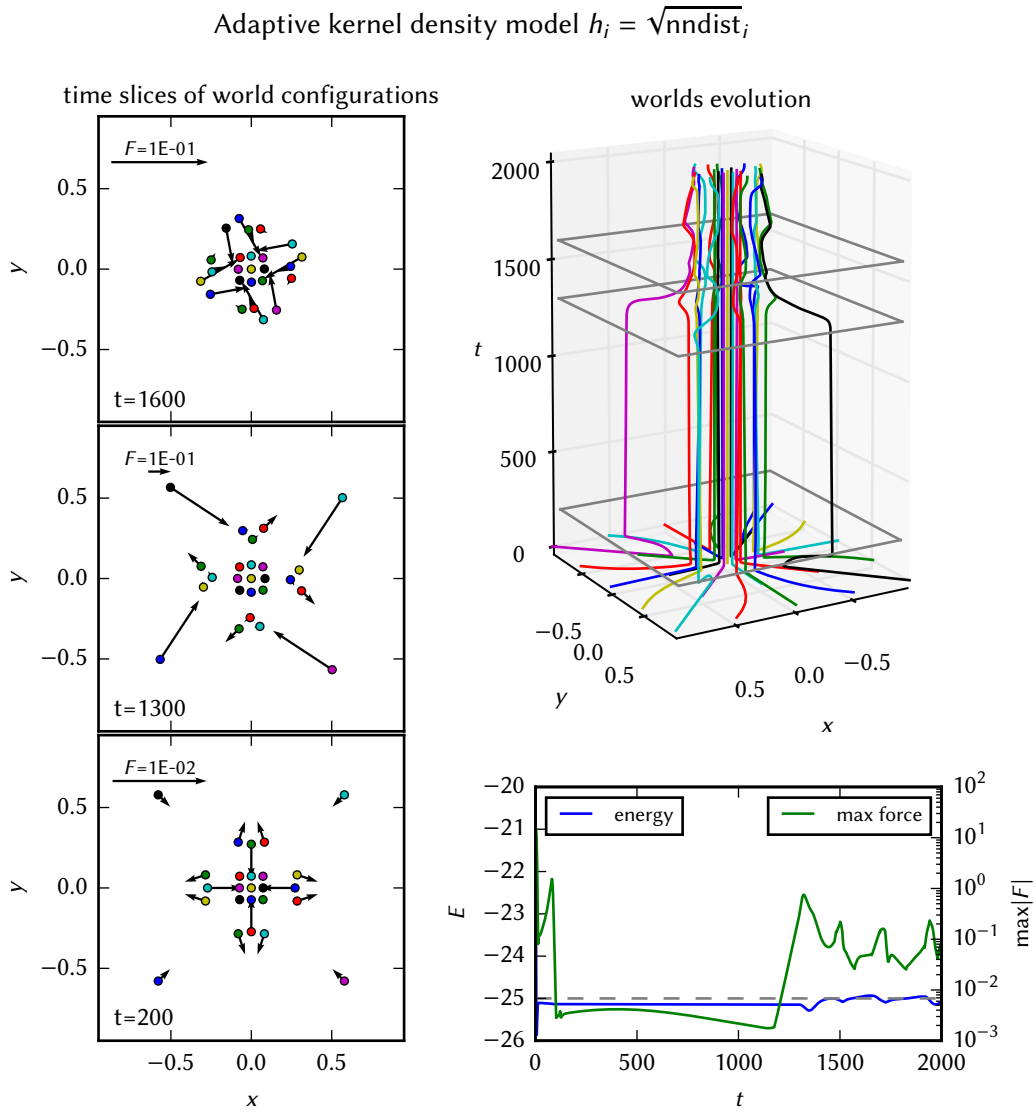 Adaptive kernel density model $h_i = \sqrt{\text{nndist}}_i$
time slices of world configurations
F=1E-01
0.5
y
0.0
−0.5
t=1600
F=1E-01
0.5
y
0.0
−0.5
t=1300
F=1E-02
0.5
y
0.0
−0.5
t=200
−0.5 0.0 0.5
x
worlds evolution
2000
1500
t
1000
500
0
−0.5
0.0
0.5
y
0.5
0.0
−0.5
x
−20
−21
−22
−23
−24
−25
−26
E
energy
max force
10^2
10^1
10^0
10^−1
10^−2
10^−3
max|F|
0 500 1000 1500 2000
t